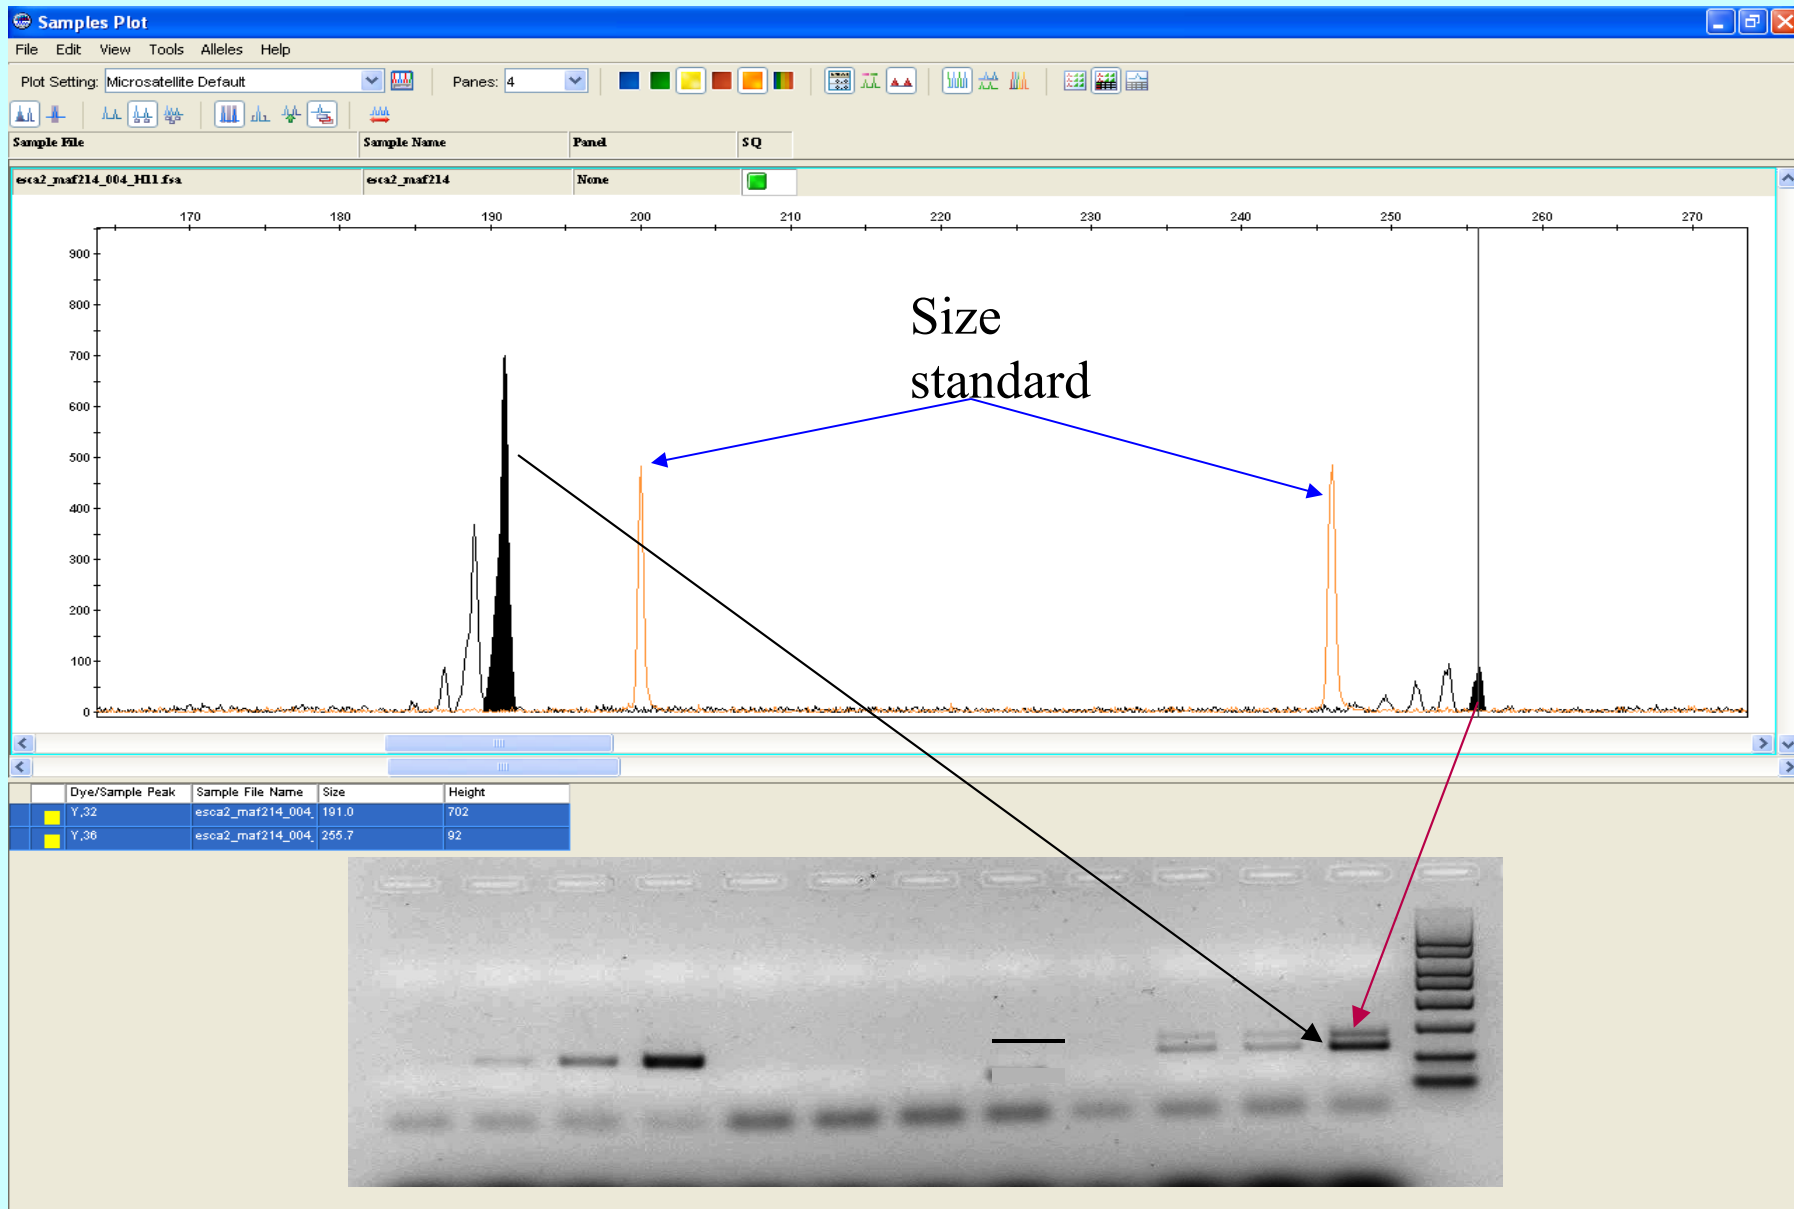 Samples Plot
File Edit View Tools Alleles Help
Plot Setting: Microsatellite Default Panes: 4
Sample File Sample Name Panel SQ
esca2_maf214_004_H11.fsa esca2_maf214 None
170 180 190 200 210 220 230 240 250 260 270
900
800
700
600
500
400
300
200
100
0
Size
standard
Dye/Sample Peak Sample File Name Size Height
Y,32 esca2_maf214_004_ 191.0 702
Y,36 esca2_maf214_004_ 255.7 92